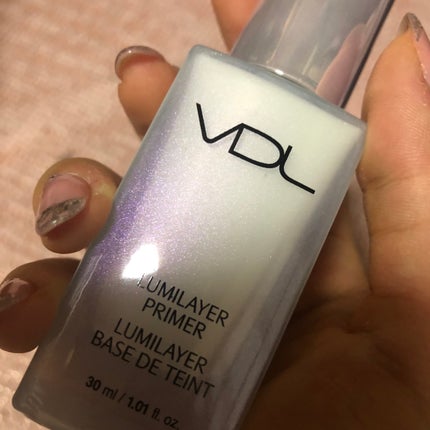 VDL
LUMILAYER
PRIMER
LUMILAYER
BASE DE TEINT
30 ml / 1.01 fl. oz.